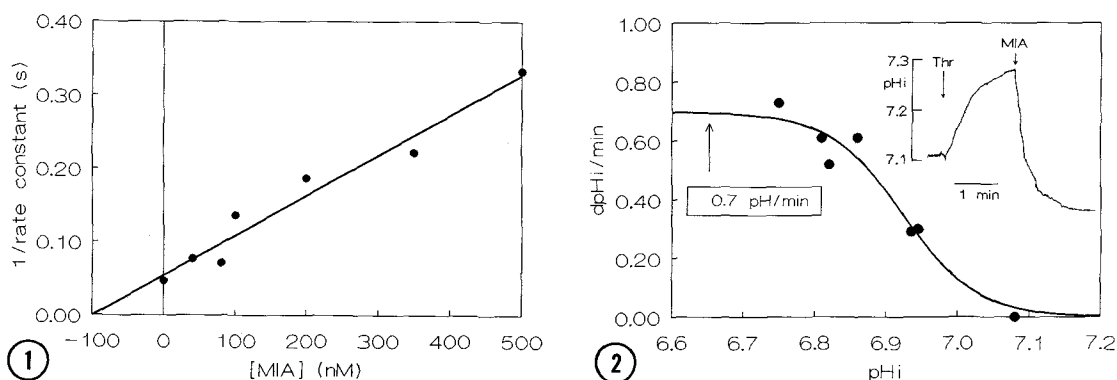 0.40
0.30
0.20
0.10
0.00
1/rate constant (s)
-100 0 100 200 300 400 500
[MIA] (nM)
1
1.00
0.80
0.60
0.40
0.20
0.00
dpHi/min
6.6 6.7 6.8 6.9 7.0 7.1 7.2
pHi
0.7 pH/min
7.3
pHi
7.2
7.1
Thr
MIA
1 min
2